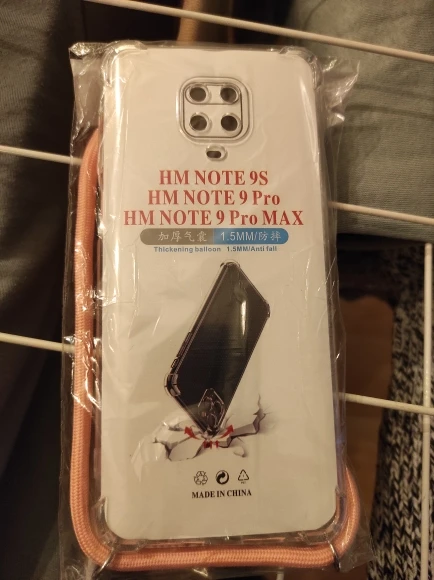 HM NOTE 9S
HM NOTE 9 Pro
HM NOTE 9 Pro MAX
加厚气囊 1.5MM/防摔
Thickening balloon 1.5MM/Anti fall
MADE IN CHINA